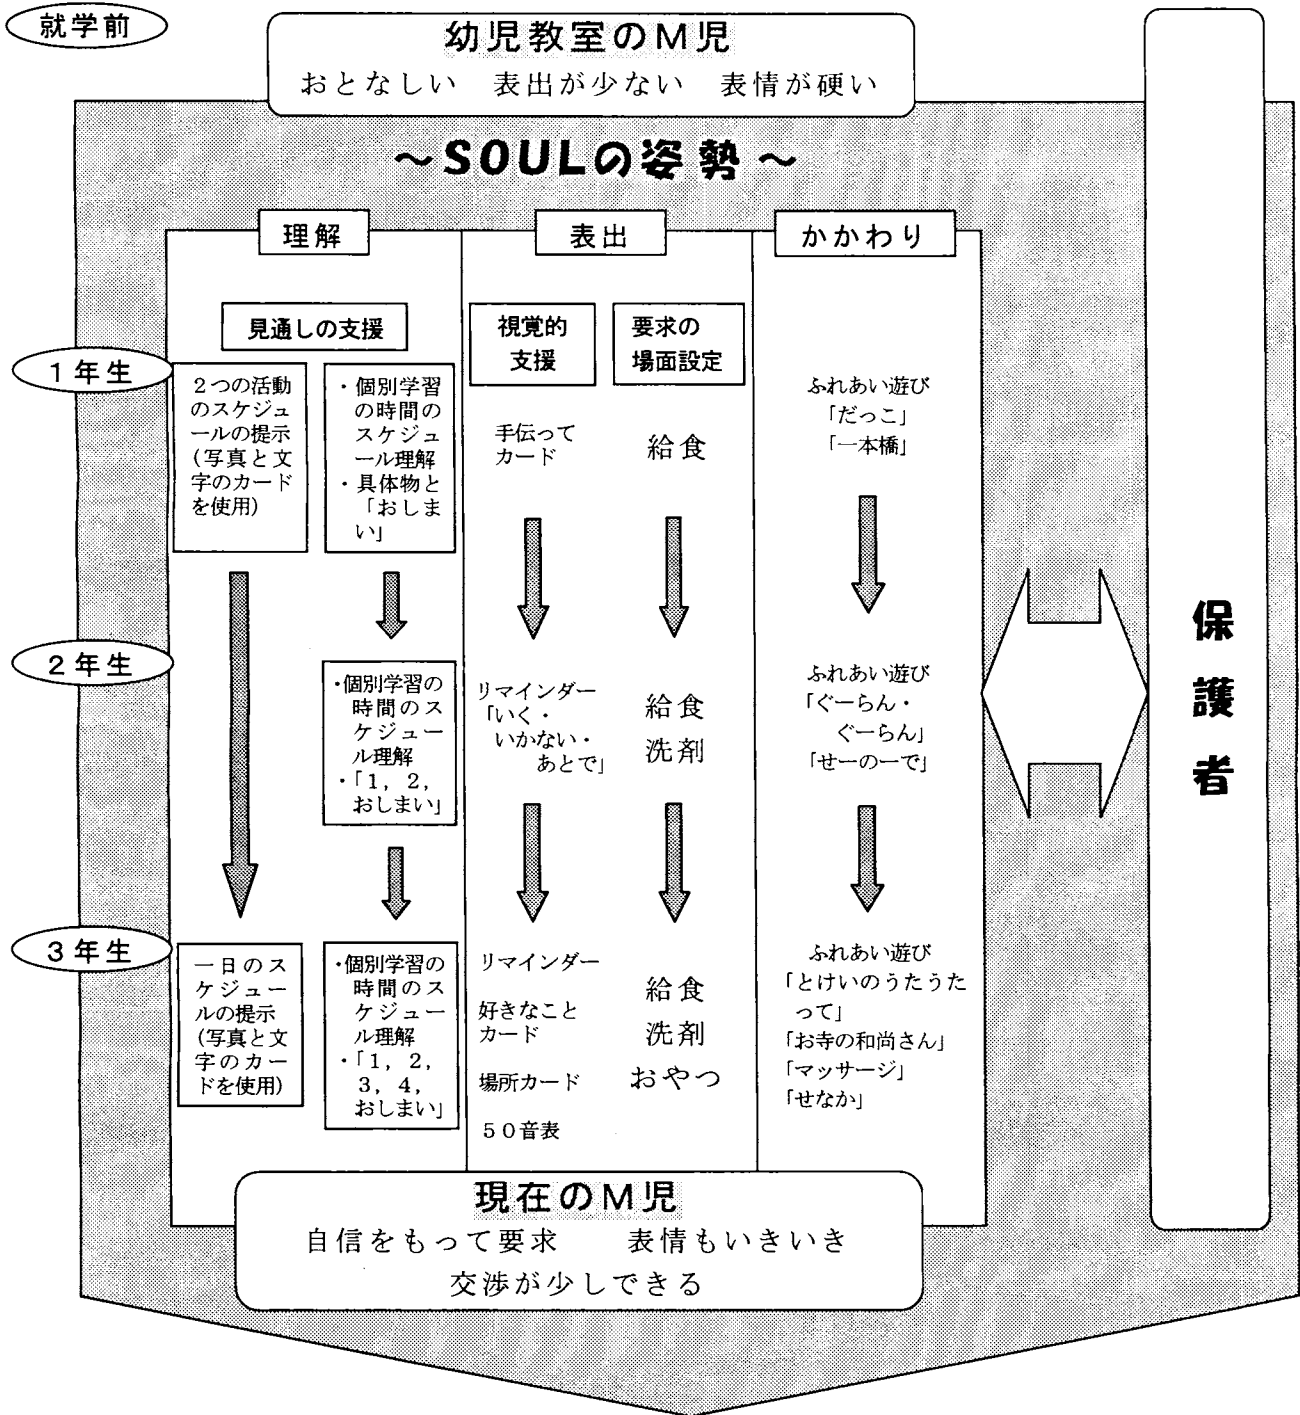 就学前
幼児教室のＭ児
おとなしい　表出が少ない　表情が硬い
～SOULの姿勢～
理解
表出
かかわり
見通しの支援
視覚的
支援
要求の
場面設定
１年生
２つの活動
のスケジュ
ールの提示
(写真と文
字のカード
を使用)
・個別学習
の時間の
スケジュ
ール理解
・具体物と
「おしま
い」
手伝って
カード
給食
ふれあい遊び
「だっこ」
「一本橋」
２年生
・個別学習の
時間のス
ケジュー
ル理解
・「１，２，
おしまい」
リマインダー
「いく・
いかない・
あとで」
給食
洗剤
ふれあい遊び
「ぐーらん・
ぐーらん」
「せーのーで」
３年生
一日のス
ケジュー
ルの提示
(写真と文
字のカー
ドを使用)
・個別学習の
時間のス
ケジュー
ル理解
・「１，２，
３，４，
おしまい」
リマインダー
好きなこと
カード
場所カード
５０音表
給食
洗剤
おやつ
ふれあい遊び
「とけいのうたうた
って」
「お寺の和尚さん」
「マッサージ」
「せなか」
保護者
現在のＭ児
自信をもって要求　　表情もいきいき
交渉が少しできる